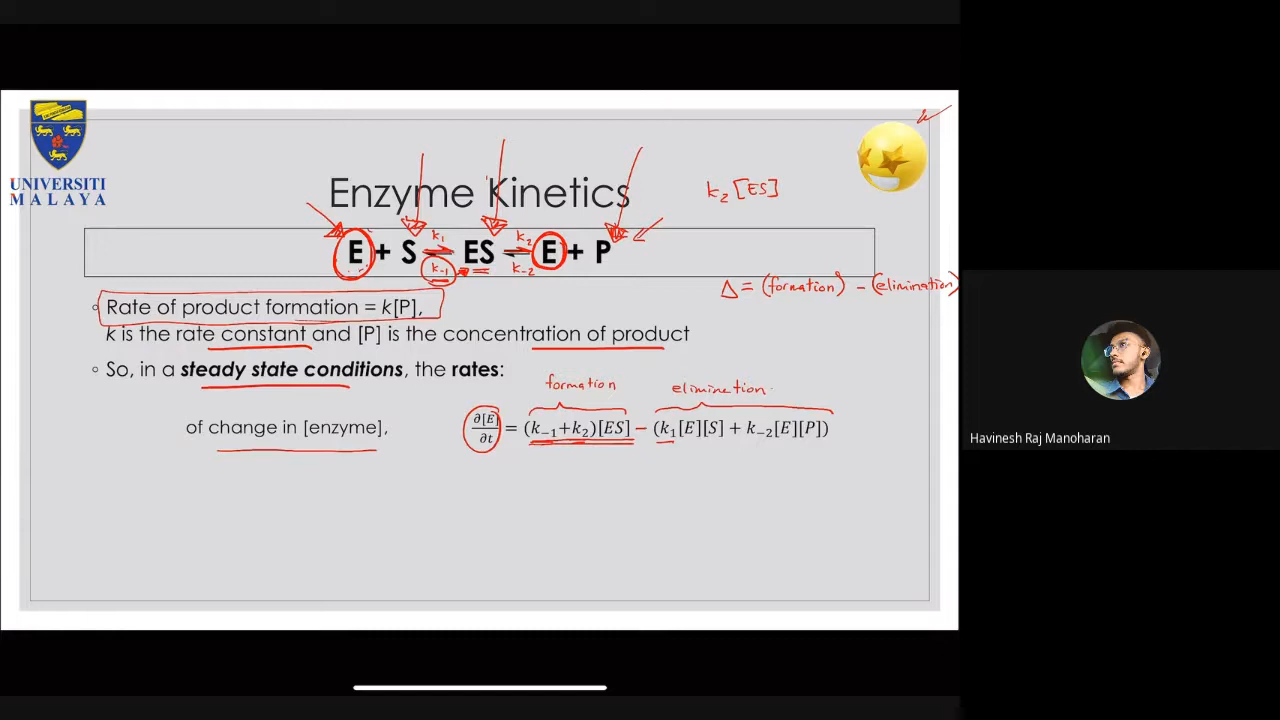 UNIVERSITI
MALAYA
Enzyme Kinetics
k₂[ES]
E + S ⇌ ES ⇌ E + P
k₁
k₂
k₋₁
k₋₂
Δ = (formation) − (elimination)
◦ Rate of product formation = k[P],
k is the rate constant and [P] is the concentration of product
◦ So, in a steady state conditions, the rates:
formation
elimination
of change in [enzyme], ∂[E]/∂t = (k₋₁+k₂)[ES] − (k₁[E][S] + k₋₂[E][P])
Havinesh Raj Manoharan